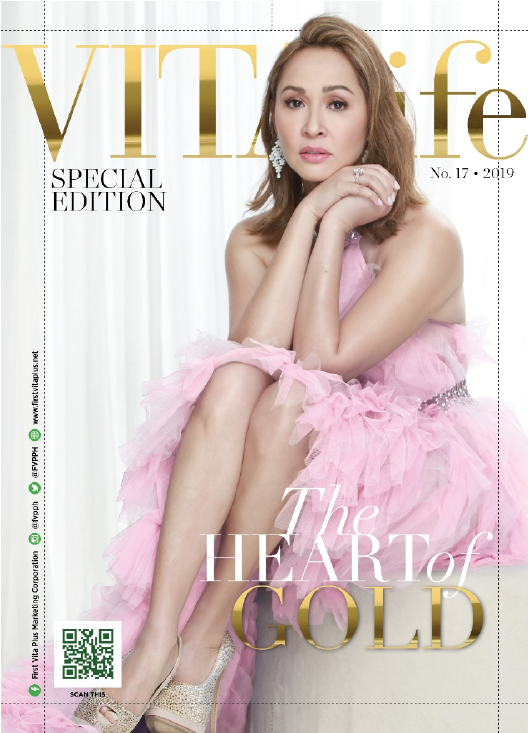 VITALife
SPECIAL
EDITION
No. 17 • 2019
The
HEART of
GOLD
First Vita Plus Marketing Corporation @fvpph @FVPPH www.firstvitaplus.net
SCAN THIS